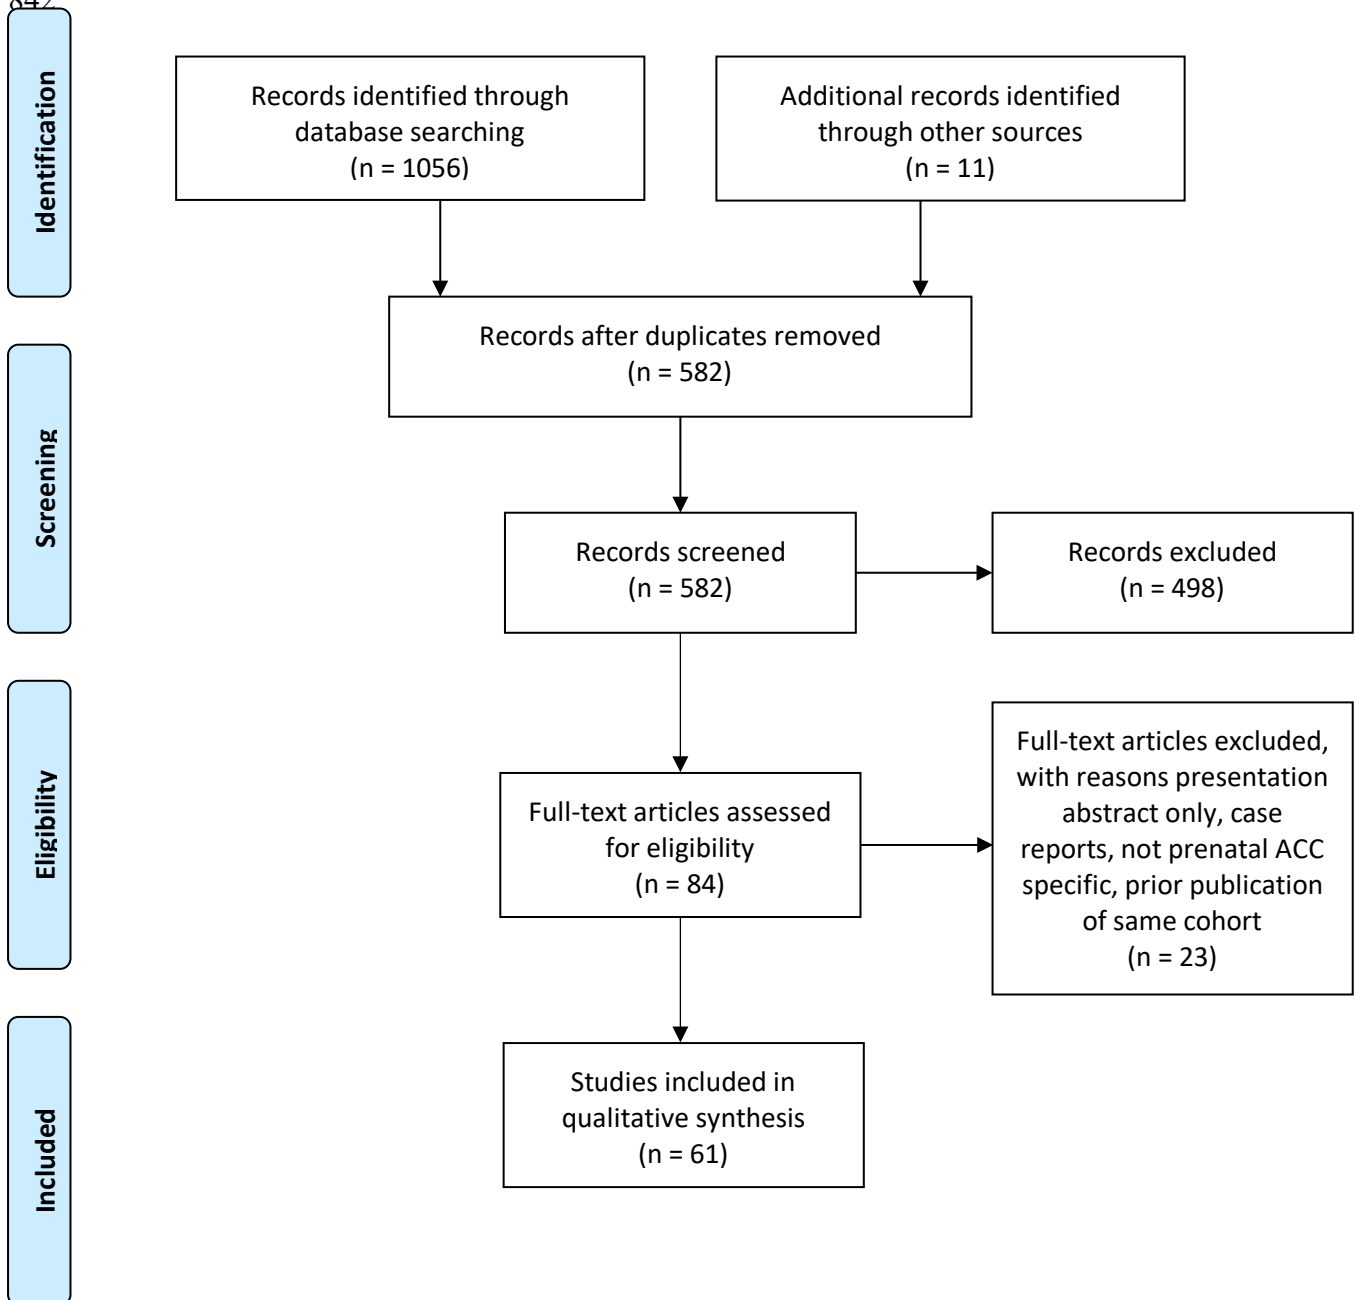 842
Identification
Records identified through
database searching
(n = 1056)
Additional records identified
through other sources
(n = 11)
Records after duplicates removed
(n = 582)
Screening
Records screened
(n = 582)
Records excluded
(n = 498)
Eligibility
Full-text articles assessed
for eligibility
(n = 84)
Full-text articles excluded,
with reasons presentation
abstract only, case
reports, not prenatal ACC
specific, prior publication
of same cohort
(n = 23)
Included
Studies included in
qualitative synthesis
(n = 61)